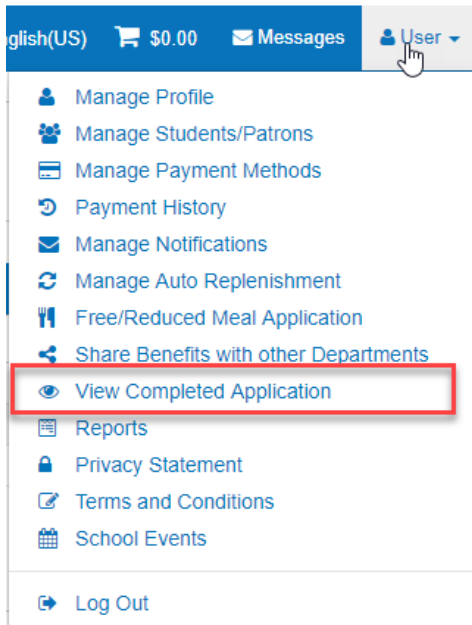 nglish(US) $0.00 Messages User
Manage Profile
Manage Students/Patrons
Manage Payment Methods
Payment History
Manage Notifications
Manage Auto Replenishment
Free/Reduced Meal Application
Share Benefits with other Departments
View Completed Application
Reports
Privacy Statement
Terms and Conditions
School Events
Log Out